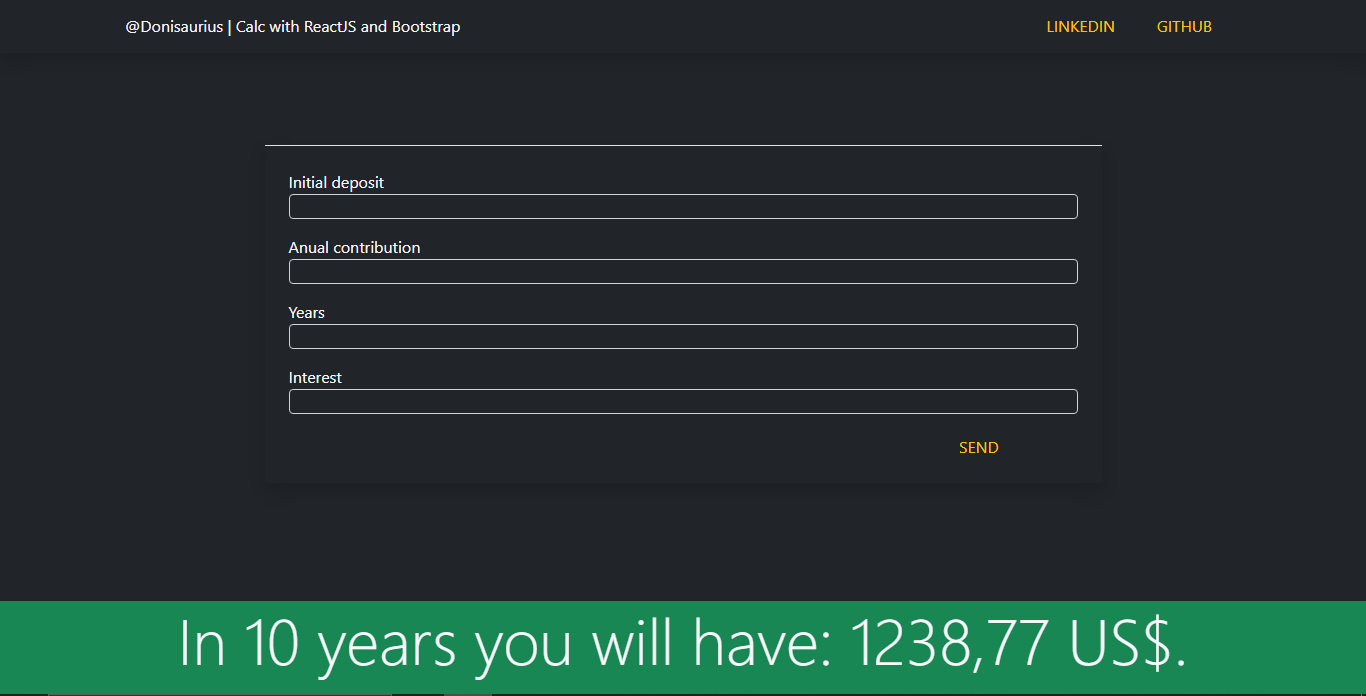 @Donisaurius | Calc with ReactJS and Bootstrap LINKEDIN GITHUB
Initial deposit
Anual contribution
Years
Interest
SEND
In 10 years you will have: 1238,77 US$.